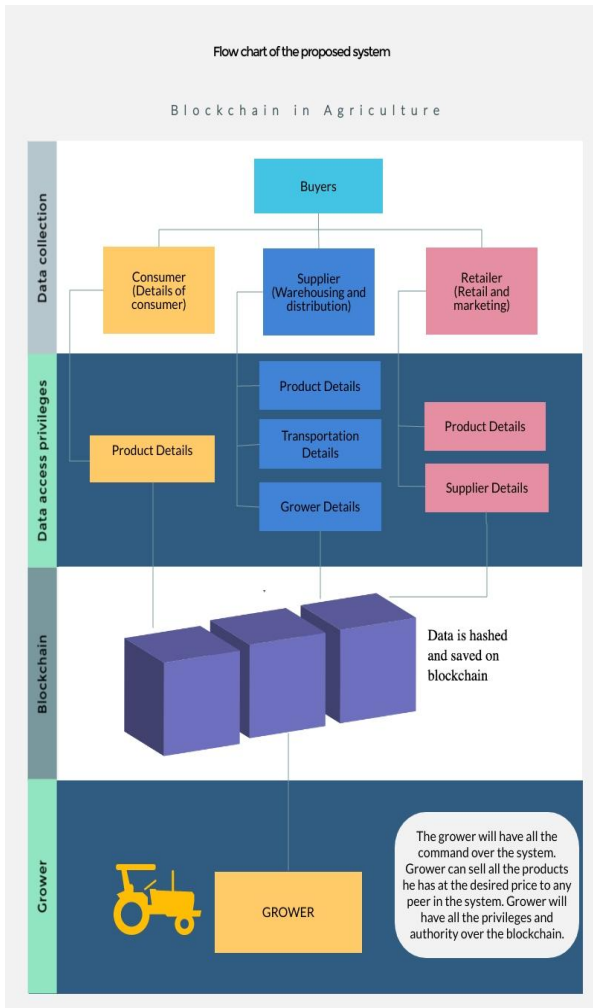 Flow chart of the proposed system
Blockchain in Agriculture
Data collection
Buyers
Consumer
(Details of
consumer)
Supplier
(Warehousing and
distribution)
Retailer
(Retail and
marketing)
Data access privileges
Product Details
Product Details
Transportation
Details
Grower Details
Product Details
Supplier Details
Blockchain
Data is hashed
and saved on
blockchain
Grower
GROWER
The grower will have all the
command over the system.
Grower can sell all the products
he has at the desired price to any
peer in the system. Grower will
have all the privileges and
authority over the blockchain.